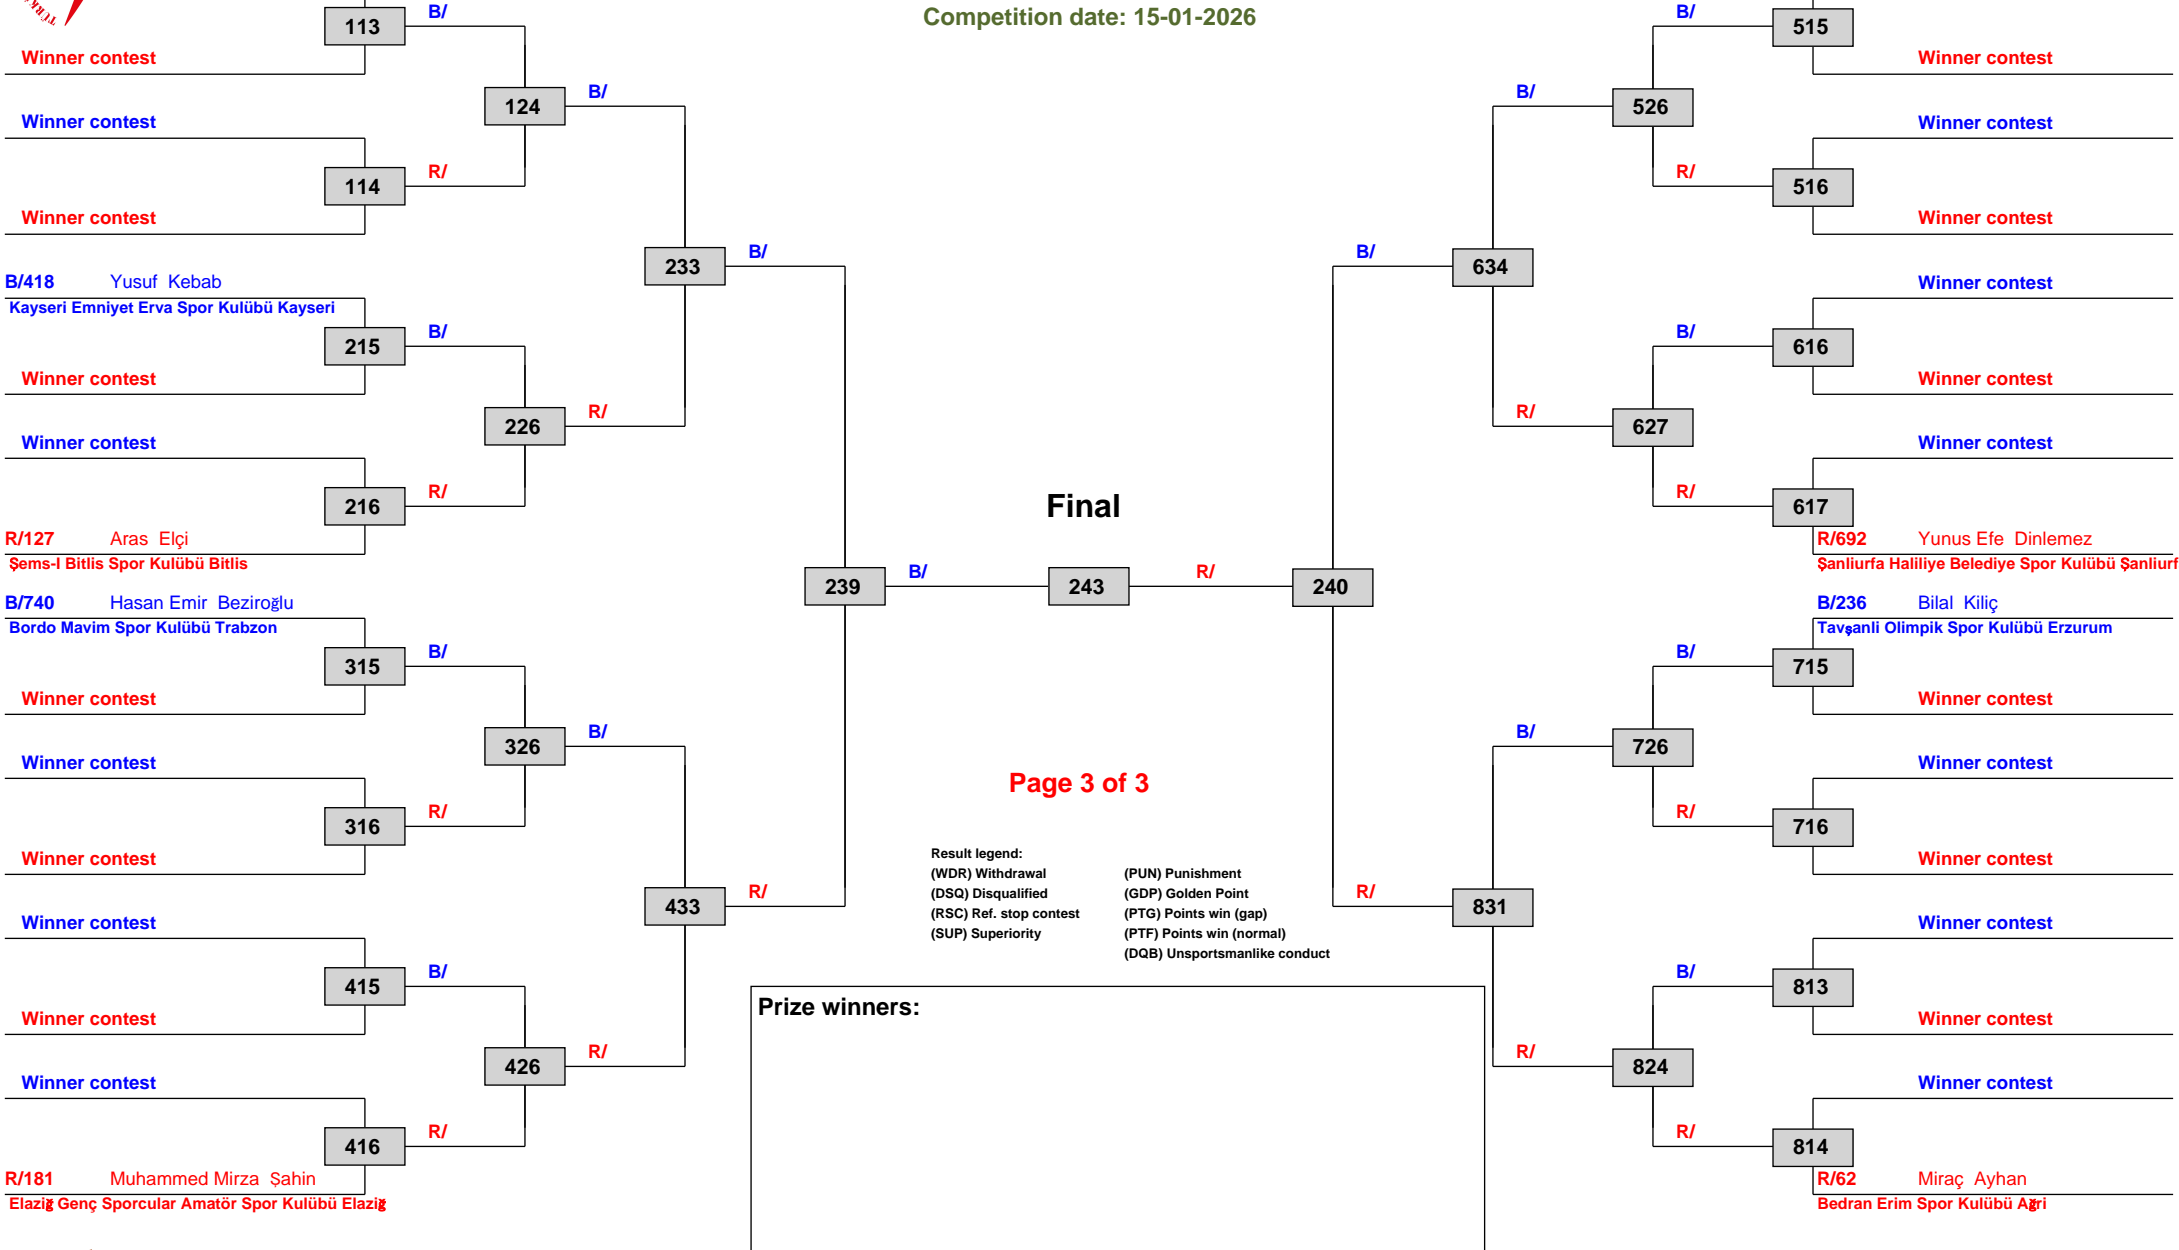 Competition date: 15-01-2026
113
B/
Winner contest
Winner contest
124
B/
114
R/
Winner contest
B/418 Yusuf Kebab
Kayseri Emniyet Erva Spor Kulübü Kayseri
233
B/
215
B/
Winner contest
226
R/
Winner contest
216
R/
R/127 Aras Elçi
Şems-I Bitlis Spor Kulübü Bitlis
239
B/
B/740 Hasan Emir Beziroğlu
Bordo Mavim Spor Kulübü Trabzon
315
B/
Winner contest
326
B/
Winner contest
316
R/
Winner contest
433
R/
Winner contest
415
B/
Winner contest
426
R/
Winner contest
416
R/
R/181 Muhammed Mirza Şahin
Elaziğ Genç Sporcular Amatör Spor Kulübü Elaziğ
Final
243
R/
240
Page 3 of 3
Result legend:
(WDR) Withdrawal (PUN) Punishment
(DSQ) Disqualified (GDP) Golden Point
(RSC) Ref. stop contest (PTG) Points win (gap)
(SUP) Superiority (PTF) Points win (normal)
(DQB) Unsportsmanlike conduct
Prize winners:
B/
515
Winner contest
B/
526
Winner contest
R/
516
Winner contest
B/
634
Winner contest
B/
616
Winner contest
R/
627
Winner contest
R/
617
R/692 Yunus Efe Dinlemez
Şanliurfa Haliliye Belediye Spor Kulübü Şanliurf
B/236 Bilal Kiliç
Tavşanli Olimpik Spor Kulübü Erzurum
B/
715
Winner contest
B/
726
Winner contest
R/
716
Winner contest
R/
831
Winner contest
B/
813
Winner contest
R/
824
Winner contest
R/
814
R/62 Miraç Ayhan
Bedran Erim Spor Kulübü Ağri